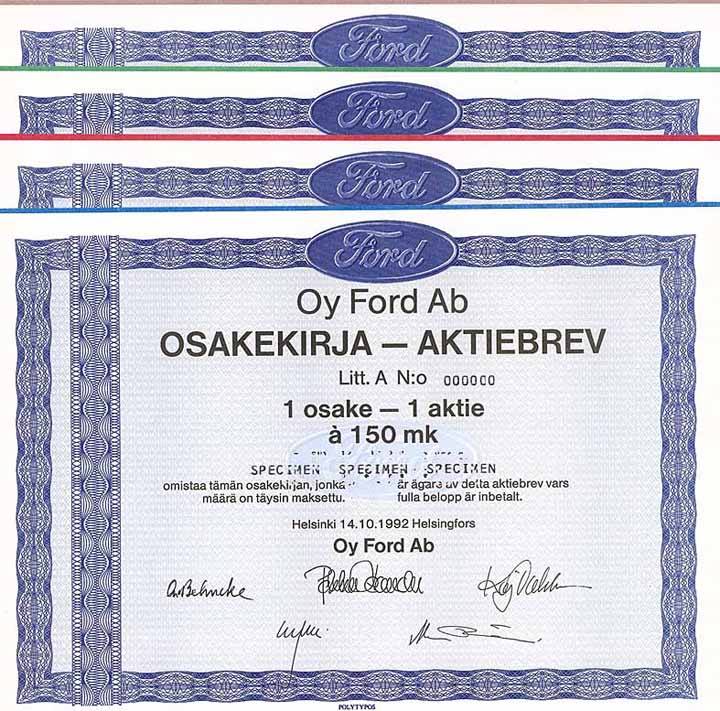 Ford
Ford
Ford
Ford
Oy Ford Ab
OSAKEKIRJA — AKTIEBREV
Litt. A N:o 000000
1 osake — 1 aktie
à 150 mk
SPECIMEN SPECIMEN SPECIMEN
omistaa tämän osakekirjan, jonka är ägare av detta aktiebrev vars
määrä on täysin maksettu. fulla belopp är inbetalt.
Helsinki 14.10.1992 Helsingfors
Oy Ford Ab
POLYTYPOS